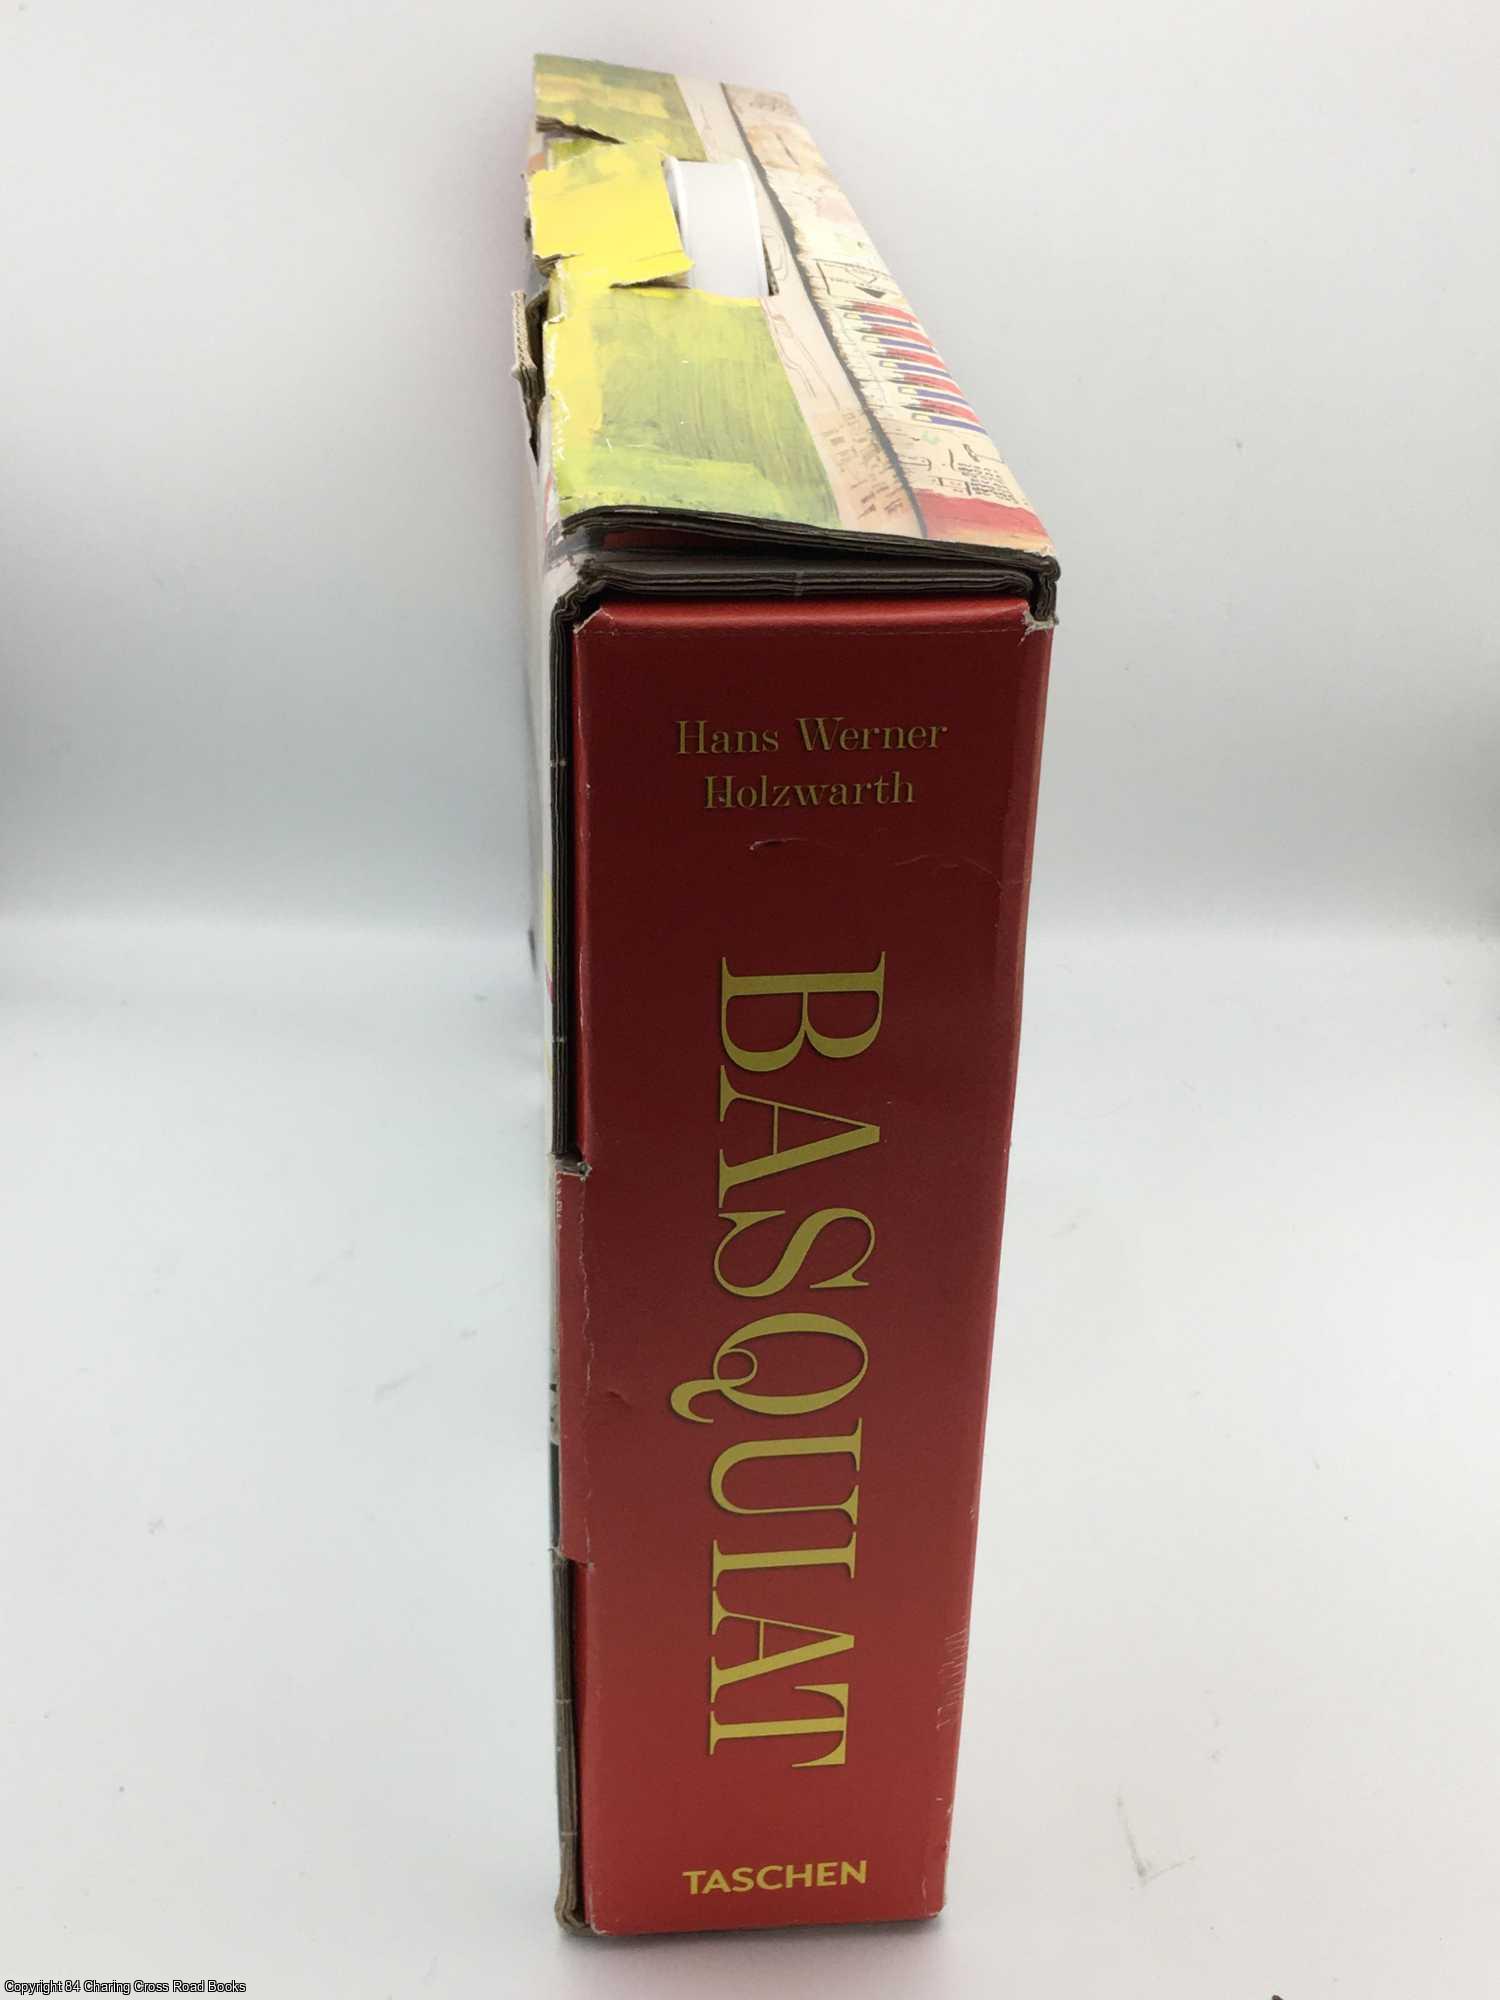 Hans Werner
Holzwarth
BASQUIAT
TASCHEN
Copyright 84 Charing Cross Road Books